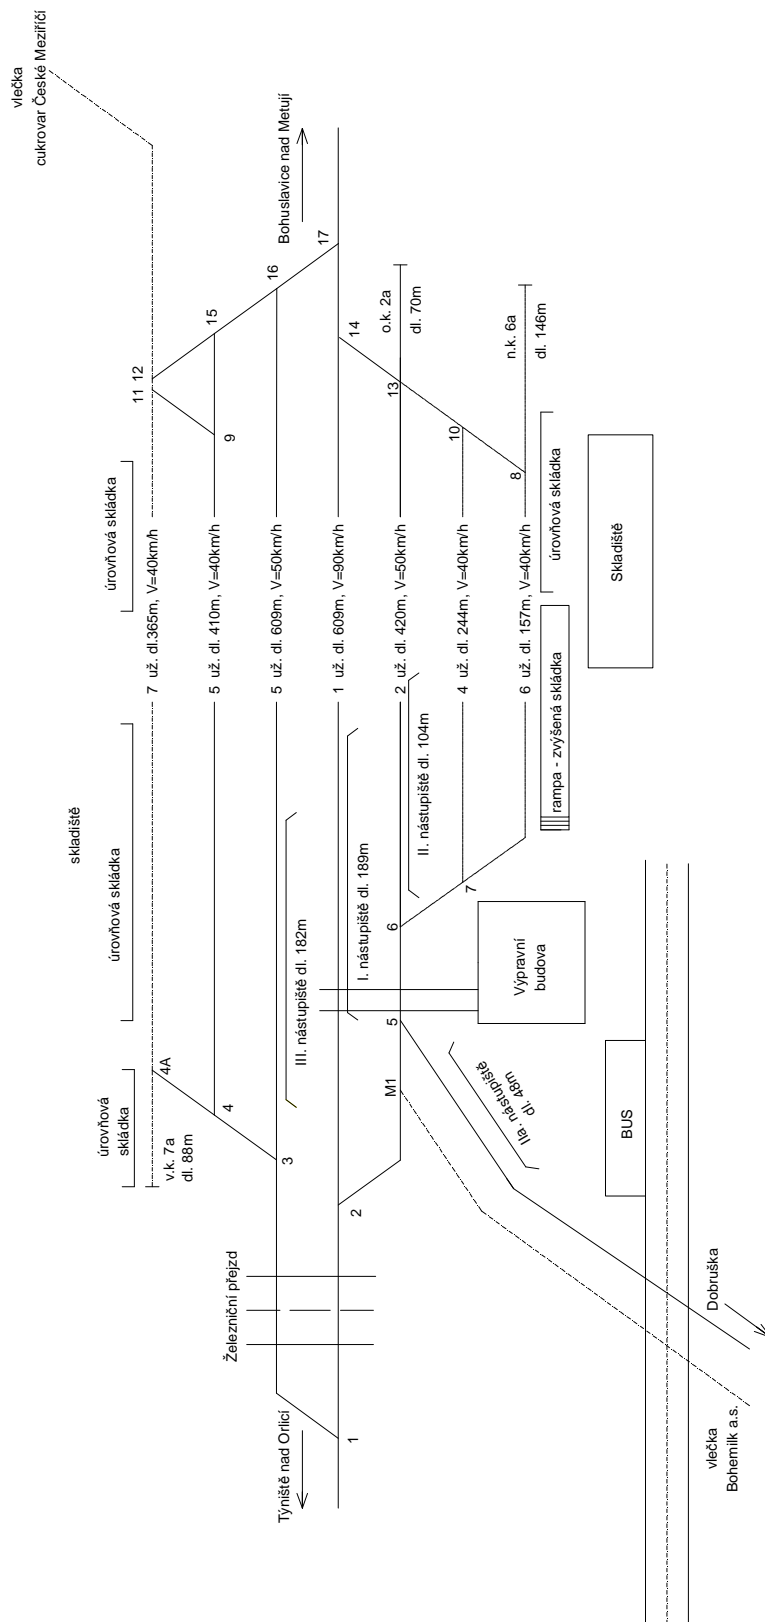 vlečka
cukrovar České Meziříčí
Bohuslavice nad Metují
17
16
15
11 12
9
14
o.k. 2a
dl. 70m
13
n.k. 6a
dl. 146m
10
8
úrovňová skládka
úrovňová skládka
Skladiště
7 už. dl.365m, V=40km/h
5 už. dl. 410m, V=40km/h
5 už. dl. 609m, V=50km/h
1 už. dl. 609m, V=90km/h
2 už. dl. 420m, V=50km/h
4 už. dl. 244m, V=40km/h
6 už. dl. 157m, V=40km/h
rampa - zvýšená skládka
skladiště
úrovňová skládka
III. nástupiště dl. 182m
I. nástupiště dl. 189m
II. nástupiště dl. 104m
7
6
Výpravní
budova
5
M1
IIa. nástupiště
dl. 48m
BUS
úrovňová
skládka
4A
v.k. 7a
dl. 88m
4
3
2
Železniční přejezd
1
Týniště nad Orlicí
Dobruška
vlečka
Bohemilk a.s.